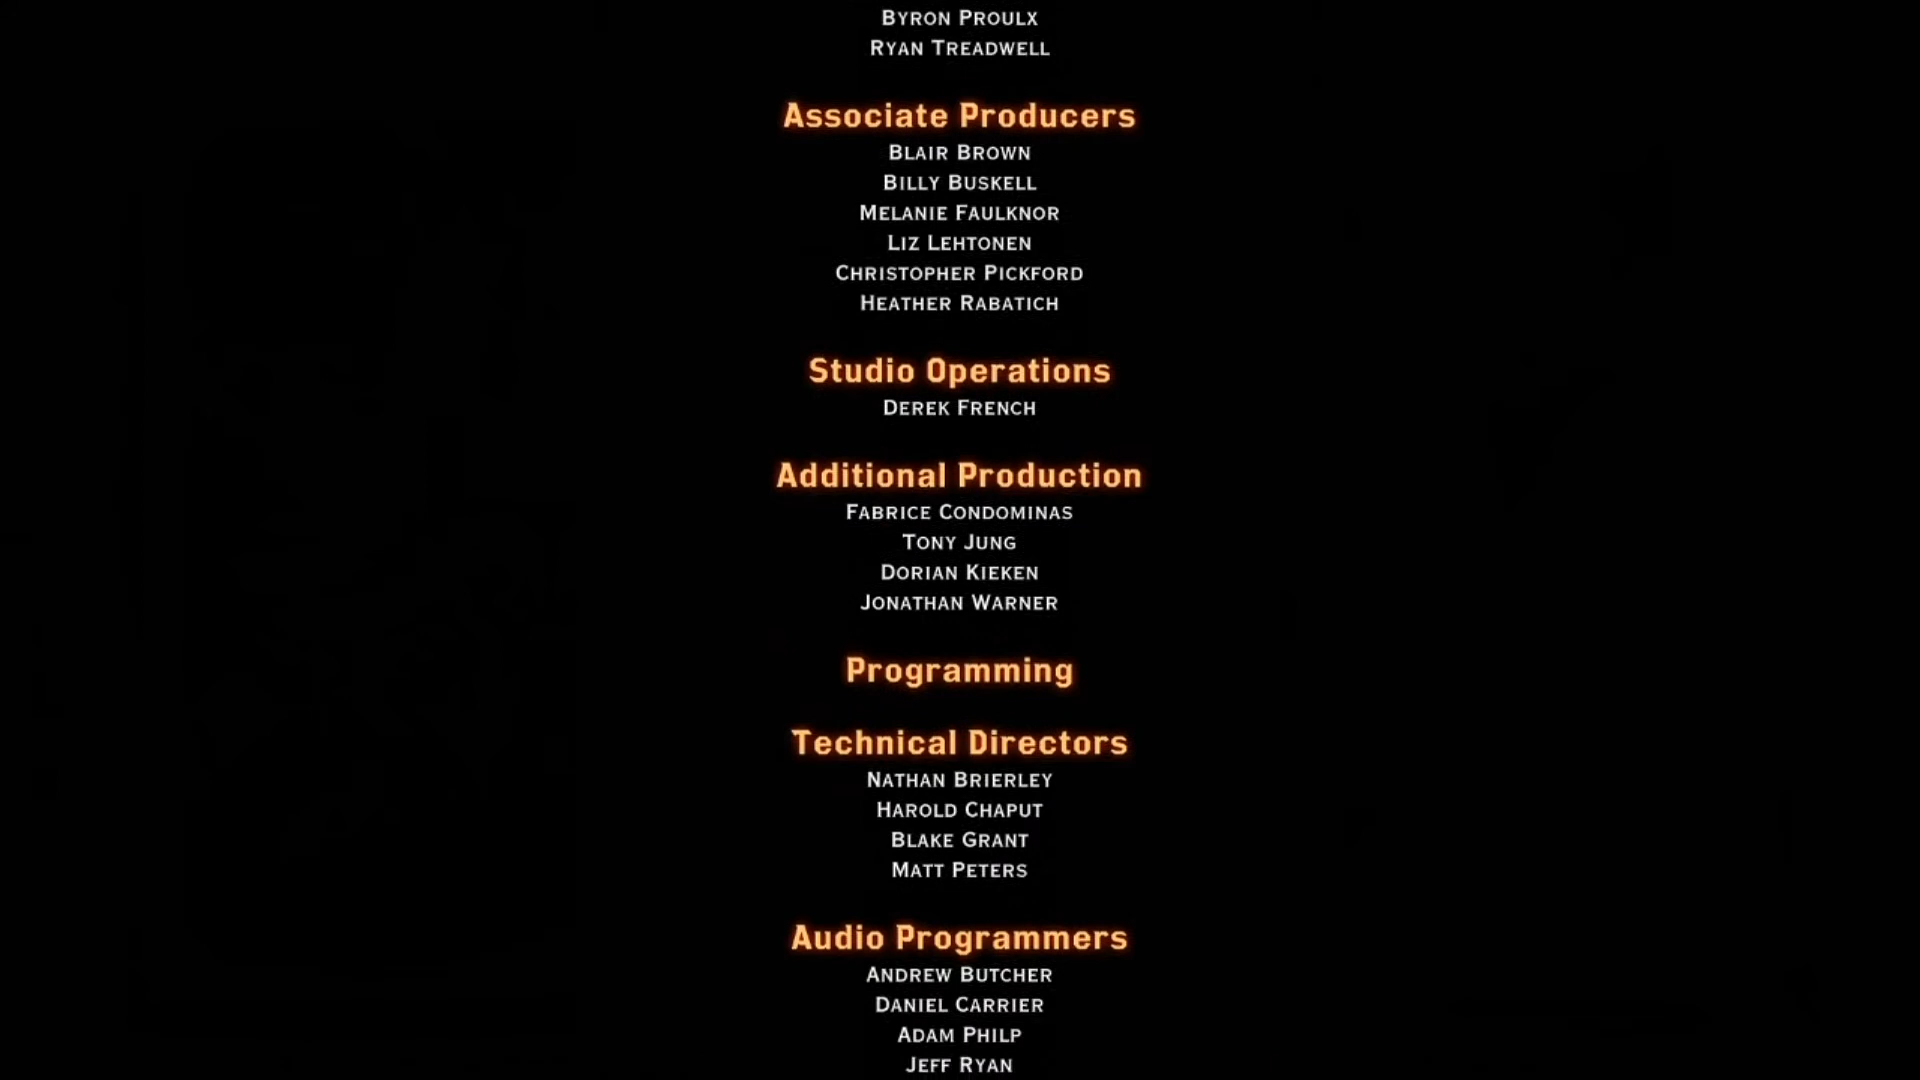 Byron Proulx
Ryan Treadwell
Associate Producers
Blair Brown
Billy Buskell
Melanie Faulknor
Liz Lehtonen
Christopher Pickford
Heather Rabatich
Studio Operations
Derek French
Additional Production
Fabrice Condominas
Tony Jung
Dorian Kieken
Jonathan Warner
Programming
Technical Directors
Nathan Brierley
Harold Chaput
Blake Grant
Matt Peters
Audio Programmers
Andrew Butcher
Daniel Carrier
Adam Philp
Jeff Ryan